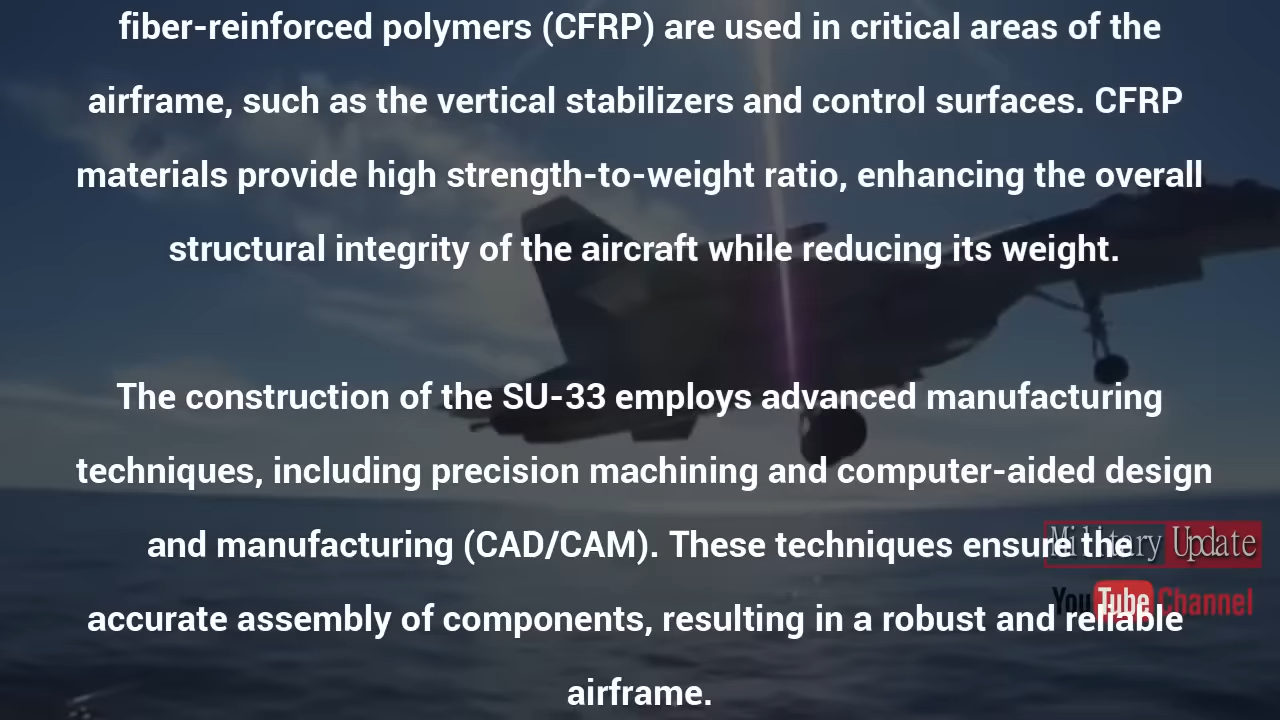 fiber-reinforced polymers (CFRP) are used in critical areas of the
airframe, such as the vertical stabilizers and control surfaces. CFRP
materials provide high strength-to-weight ratio, enhancing the overall
structural integrity of the aircraft while reducing its weight.
The construction of the SU-33 employs advanced manufacturing
techniques, including precision machining and computer-aided design
and manufacturing (CAD/CAM). These techniques ensure the
Military Update
accurate assembly of components, resulting in a robust and reliable
YouTube Channel
airframe.